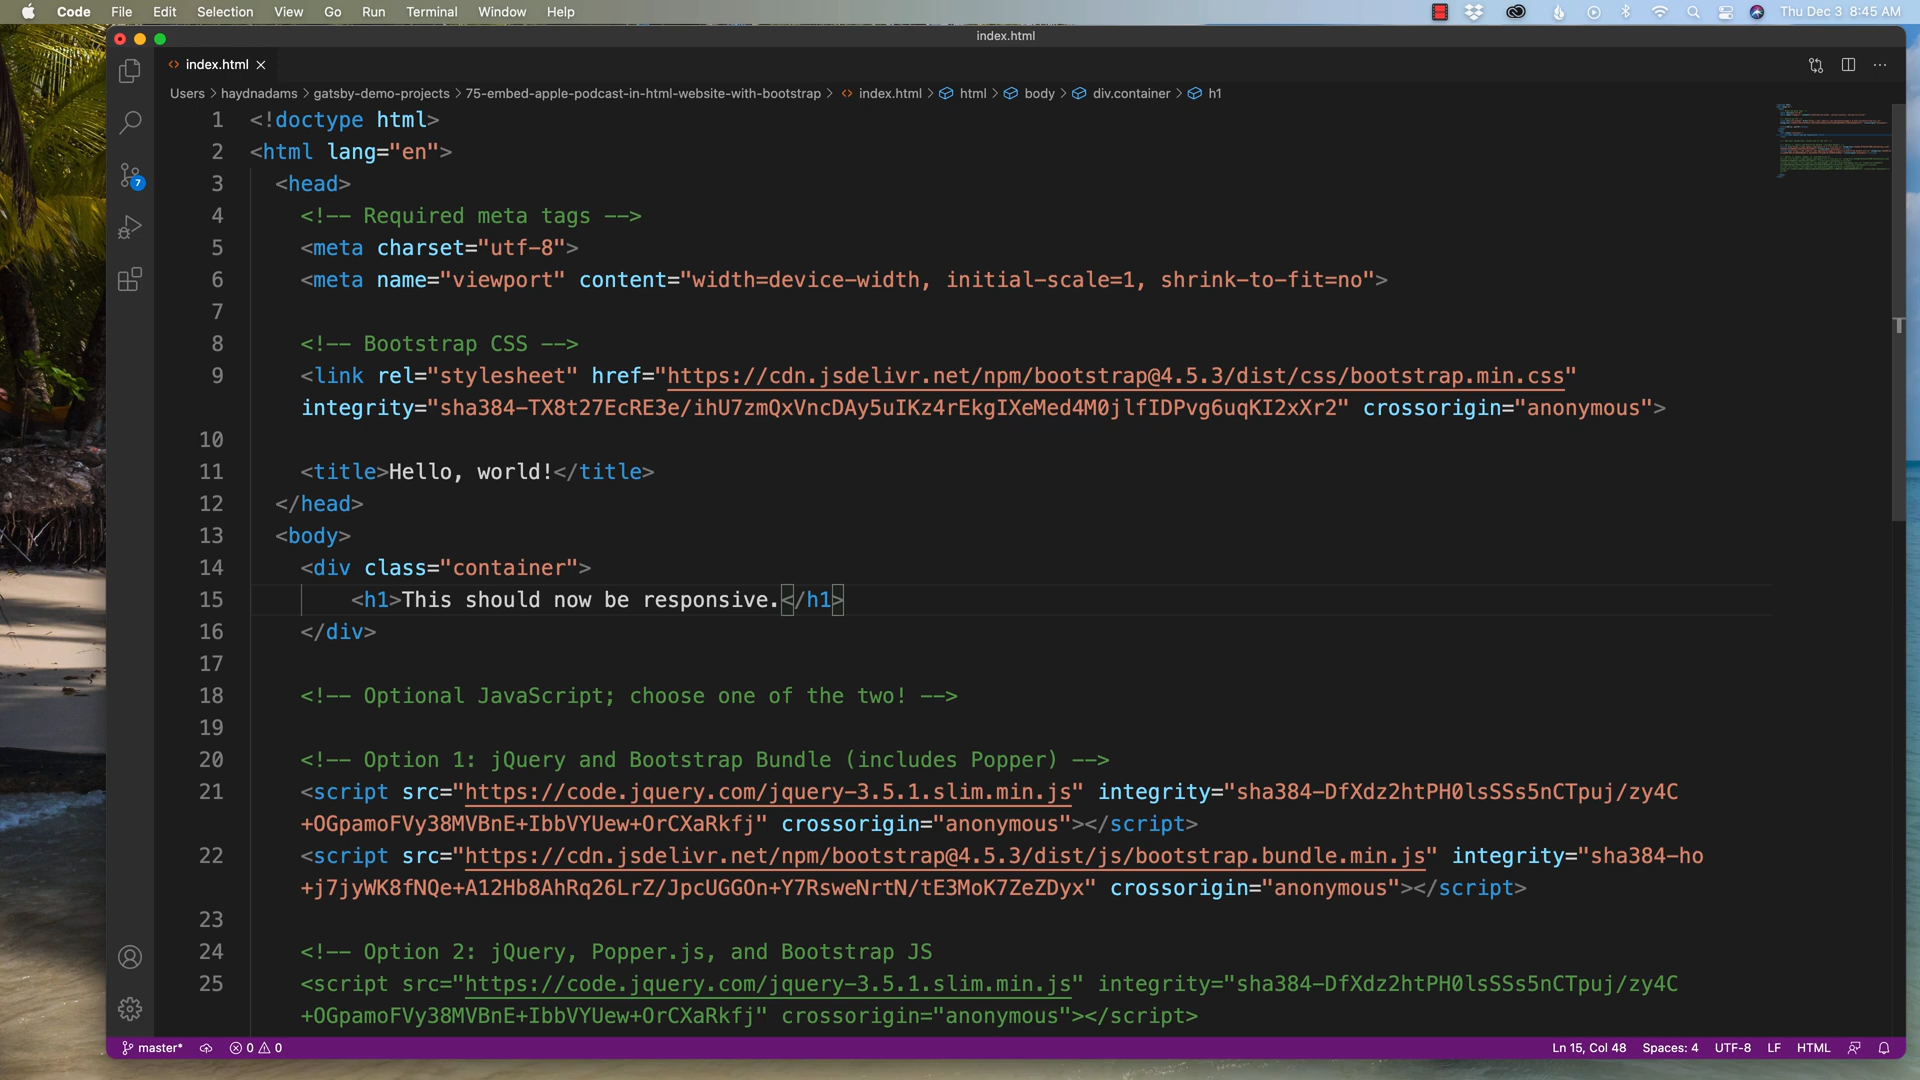 Code File Edit Selection View Go Run Terminal Window Help Thu Dec 3 8:45 AM
index.html
index.html
Users > haydnadams > gatsby-demo-projects > 75-embed-apple-podcast-in-html-website-with-bootstrap > index.html > html > body > div.container > h1
1 <!doctype html>
2 <html lang="en">
3 <head>
4 <!-- Required meta tags -->
5 <meta charset="utf-8">
6 <meta name="viewport" content="width=device-width, initial-scale=1, shrink-to-fit=no">
7
8 <!-- Bootstrap CSS -->
9 <link rel="stylesheet" href="https://cdn.jsdelivr.net/npm/bootstrap@4.5.3/dist/css/bootstrap.min.css"
integrity="sha384-TX8t27EcRE3e/ihU7zmQxVncDAy5uIKz4rEkgIXeMed4M0jlfIDPvg6uqKI2xXr2" crossorigin="anonymous">
10
11 <title>Hello, world!</title>
12 </head>
13 <body>
14 <div class="container">
15 <h1>This should now be responsive.</h1>
16 </div>
17
18 <!-- Optional JavaScript; choose one of the two! -->
19
20 <!-- Option 1: jQuery and Bootstrap Bundle (includes Popper) -->
21 <script src="https://code.jquery.com/jquery-3.5.1.slim.min.js" integrity="sha384-DfXdz2htPH0lsSSs5nCTpuj/zy4C
+OGpamoFVy38MVBnE+IbbVYUew+OrCXaRkfj" crossorigin="anonymous"></script>
22 <script src="https://cdn.jsdelivr.net/npm/bootstrap@4.5.3/dist/js/bootstrap.bundle.min.js" integrity="sha384-ho
+j7jyWK8fNQe+A12Hb8AhRq26LrZ/JpcUGGOn+Y7RsweNrtN/tE3MoK7ZeZDyx" crossorigin="anonymous"></script>
23
24 <!-- Option 2: jQuery, Popper.js, and Bootstrap JS
25 <script src="https://code.jquery.com/jquery-3.5.1.slim.min.js" integrity="sha384-DfXdz2htPH0lsSSs5nCTpuj/zy4C
+OGpamoFVy38MVBnE+IbbVYUew+OrCXaRkfj" crossorigin="anonymous"></script>
7
master* 0 0 Ln 15, Col 48 Spaces: 4 UTF-8 LF HTML